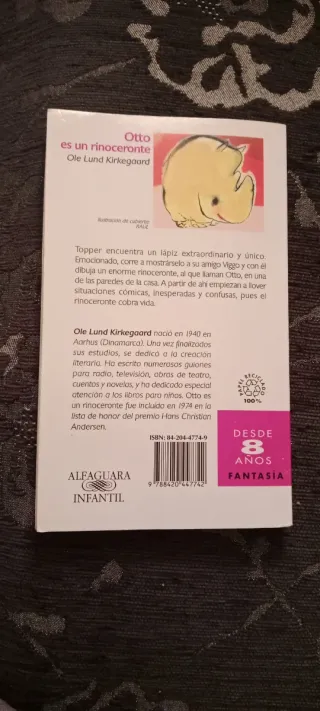 Otto
es un rinoceronte
Ole Lund Kirkegaard
Ilustración de cubierta:
RAÚL
Topper encuentra un lápiz extraordinario y único.
Emocionado, corre a mostrárselo a su amigo Viggo y con él
dibuja un enorme rinoceronte, al que llaman Otto, en una
de las paredes de la casa. A partir de ahí empiezan a llover
situaciones cómicas, inesperadas y confusas, pues el
rinoceronte cobra vida.
Ole Lund Kirkegaard nació en 1940 en
Aarhus (Dinamarca). Una vez finalizados
sus estudios, se dedicó a la creación
literaria. Ha escrito numerosos guiones
para radio, televisión, obras de teatro,
cuentos y novelas, y ha dedicado especial
atención a los libros para niños. Otto es
un rinoceronte fue incluido en 1974 en la
lista de honor del premio Hans Christian
Andersen.
PAPEL RECICLADO
100%
ISBN: 84-204-4774-9
9 788420 447742
ALFAGUARA
INFANTIL
DESDE
8
AÑOS
FANTASÍA